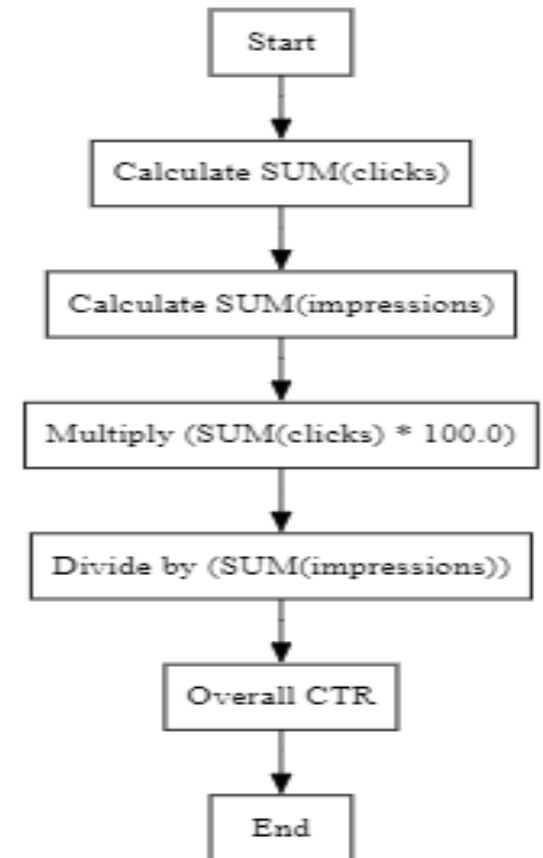 Start
Calculate SUM(clicks)
Calculate SUM(impressions)
Multiply (SUM(clicks) * 100.0)
Divide by (SUM(impressions))
Overall CTR
End